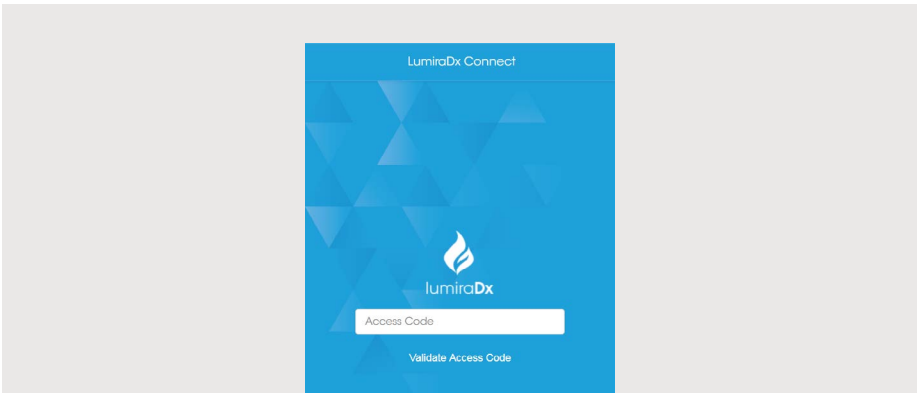 LumiraDx Connect
lumiraDx
Access Code
Validate Access Code